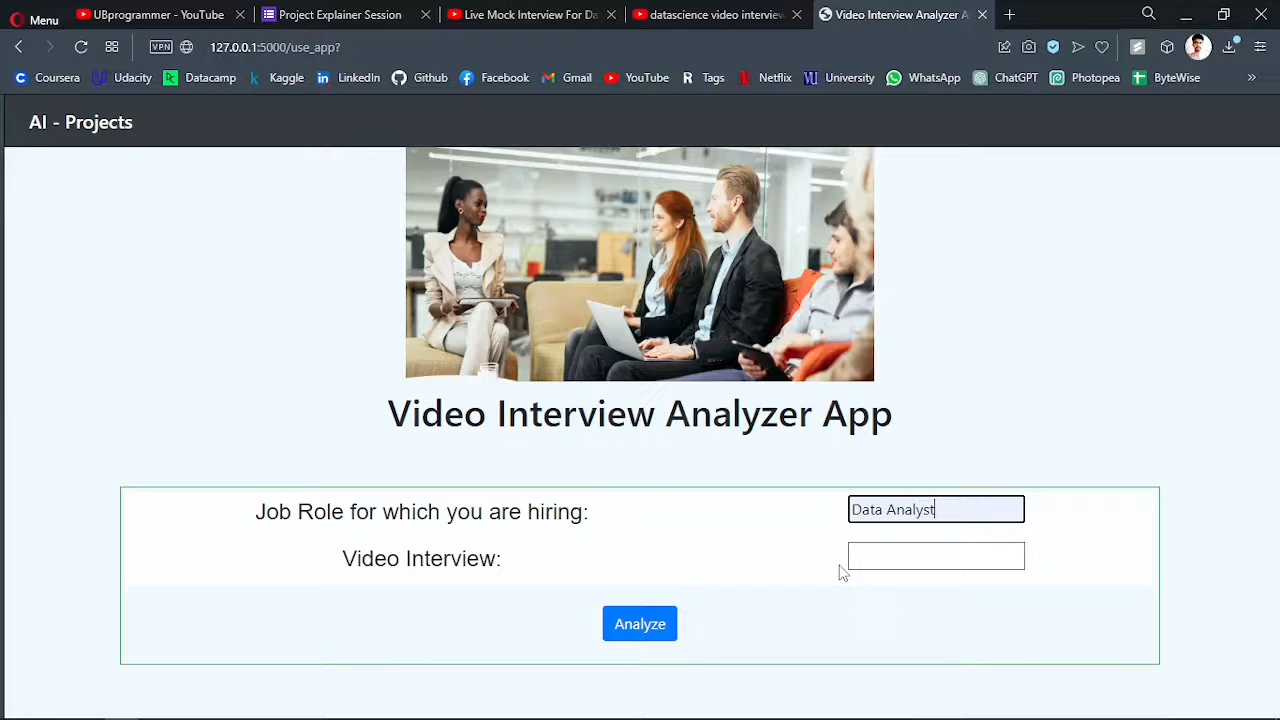 Menu
UBprogrammer - YouTube
Project Explainer Session
Live Mock Interview For Da
datascience video interview
Video Interview Analyzer A
VPN
127.0.0.1:5000/use_app?
Coursera
Udacity
Datacamp
Kaggle
LinkedIn
Github
Facebook
Gmail
YouTube
Tags
Netflix
University
WhatsApp
ChatGPT
Photopea
ByteWise
AI - Projects
Video Interview Analyzer App
Job Role for which you are hiring:
Data Analyst
Video Interview:
Analyze